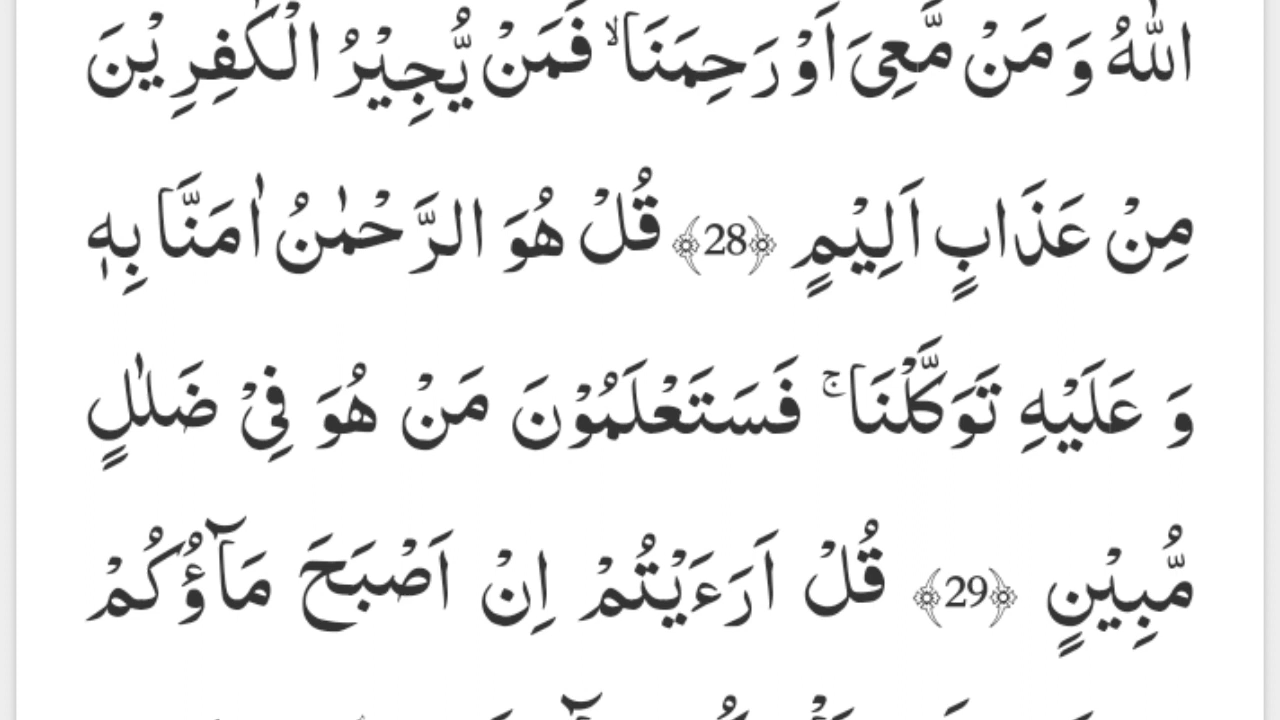 اللّٰهُ وَ مَنْ مَّعِیَ اَوْ رَحِمَنَا ۙ فَمَنْ یُّجِیْرُ الْكٰفِرِیْنَ
مِنْ عَذَابٍ اَلِیْمٍ ﴿28﴾ قُلْ هُوَ الرَّحْمٰنُ اٰمَنَّا بِهٖ
وَ عَلَیْهِ تَوَكَّلْنَا ۚ فَسَتَعْلَمُوْنَ مَنْ هُوَ فِیْ ضَلٰلٍ
مُّبِیْنٍ ﴿29﴾ قُلْ اَرَءَیْتُمْ اِنْ اَصْبَحَ مَآؤُكُمْ